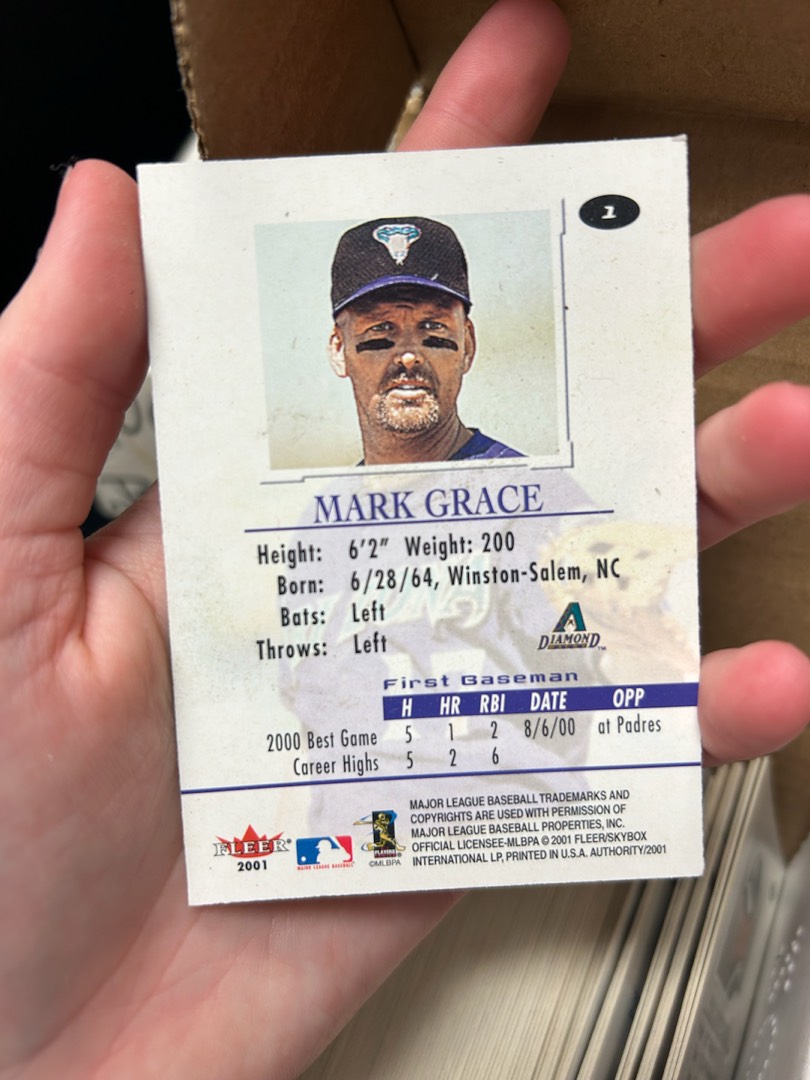 1
MARK GRACE
Height: 6'2" Weight: 200
Born: 6/28/64, Winston-Salem, NC
Bats: Left
Throws: Left
A
DIAMOND
First Baseman
H HR RBI DATE OPP
2000 Best Game 5 1 2 8/6/00 at Padres
Career Highs 5 2 6
FLEER®
2001
MAJOR LEAGUE BASEBALL
PLAYERS
©MLBPA
MAJOR LEAGUE BASEBALL TRADEMARKS AND
COPYRIGHTS ARE USED WITH PERMISSION OF
MAJOR LEAGUE BASEBALL PROPERTIES, INC.
OFFICIAL LICENSEE-MLBPA © 2001 FLEER/SKYBOX
INTERNATIONAL LP, PRINTED IN U.S.A. AUTHORITY/2001